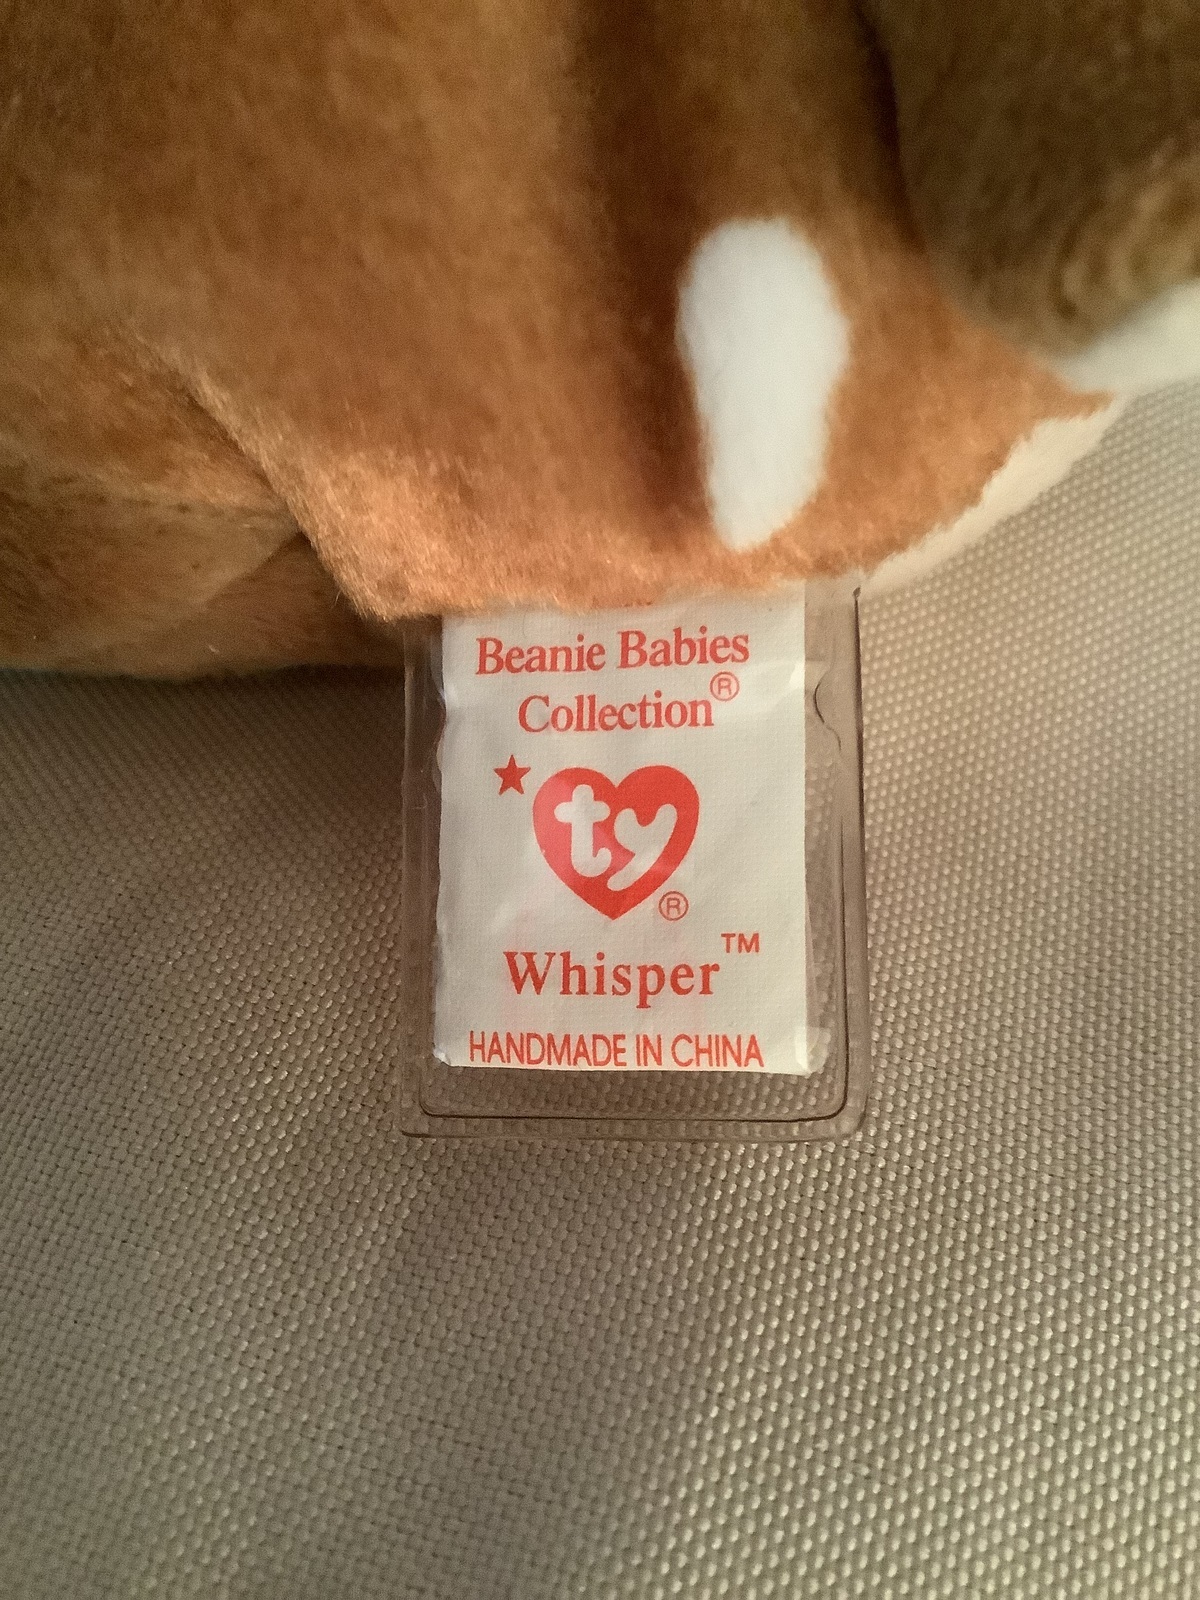 Beanie Babies
Collection®
★ ty®
Whisper™
HANDMADE IN CHINA